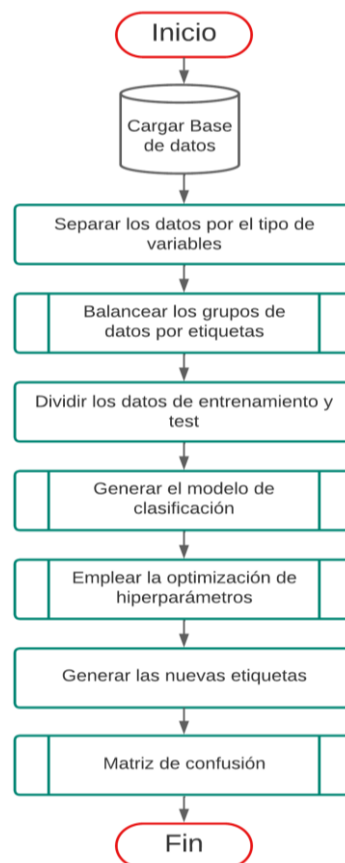 Inicio
Cargar Base
de datos
Separar los datos por el tipo de
variables
Balancear los grupos de
datos por etiquetas
Dividir los datos de entrenamiento y
test
Generar el modelo de
clasificación
Emplear la optimización de
hiperparámetros
Generar las nuevas etiquetas
Matriz de confusión
Fin